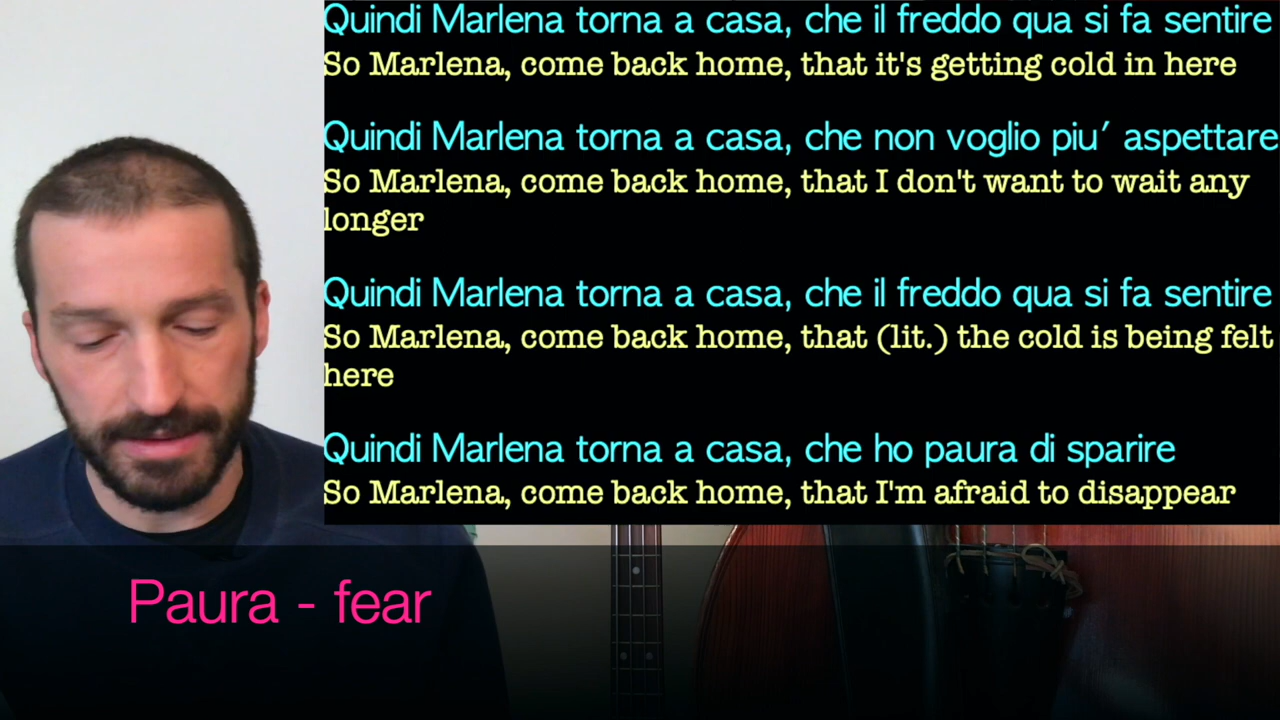 Quindi Marlena torna a casa, che il freddo qua si fa sentire
So Marlena, come back home, that it's getting cold in here
Quindi Marlena torna a casa, che non voglio piu′ aspettare
So Marlena, come back home, that I don't want to wait any
longer
Quindi Marlena torna a casa, che il freddo qua si fa sentire
So Marlena, come back home, that (lit.) the cold is being felt
here
Quindi Marlena torna a casa, che ho paura di sparire
So Marlena, come back home, that I'm afraid to disappear
Paura - fear